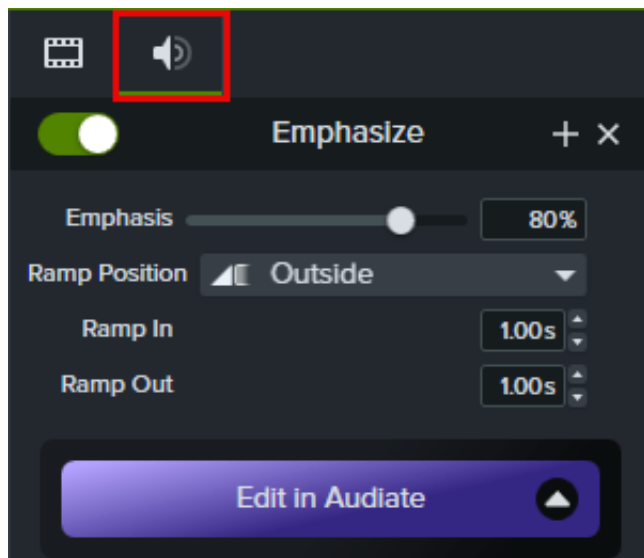 Emphasize
Emphasis 80%
Ramp Position Outside
Ramp In 1.00s
Ramp Out 1.00s
Edit in Audiate